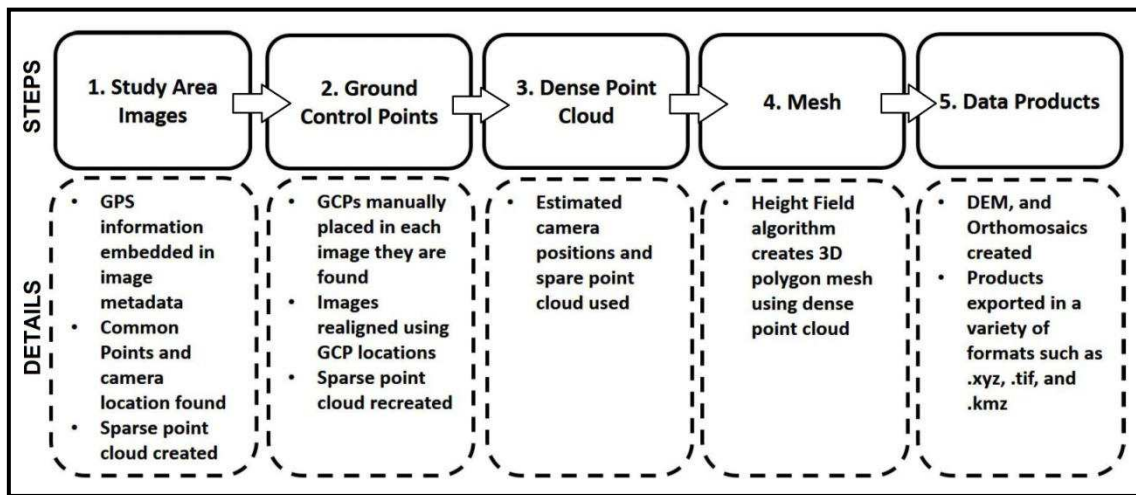 STEPS
1. Study Area
Images
2. Ground
Control Points
3. Dense Point
Cloud
4. Mesh
5. Data Products
DETAILS
• GPS
information
embedded in
image
metadata
• Common
Points and
camera
location found
• Sparse point
cloud created
• GCPs manually
placed in each
image they are
found
• Images
realigned using
GCP locations
• Sparse point
cloud recreated
• Estimated
camera
positions and
spare point
cloud used
• Height Field
algorithm
creates 3D
polygon mesh
using dense
point cloud
• DEM, and
Orthomosaics
created
• Products
exported in a
variety of
formats such as
.xyz, .tif, and
.kmz